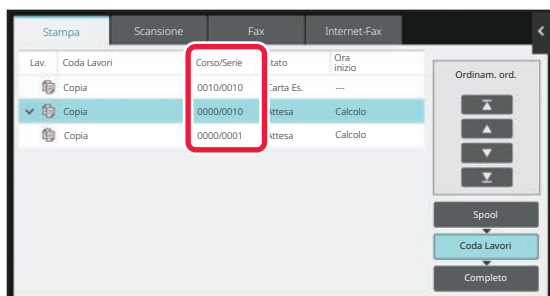 Stampa Scansione Fax Internet-Fax
Lav. Coda Lavori Corso/Serie tato Ora inizio
Copia 0010/0010 Carta Es. ---
Copia 0000/0010 Attesa Calcolo
Copia 0000/0001 Attesa Calcolo
Ordinam. ord.
Spool
Coda Lavori
Completo